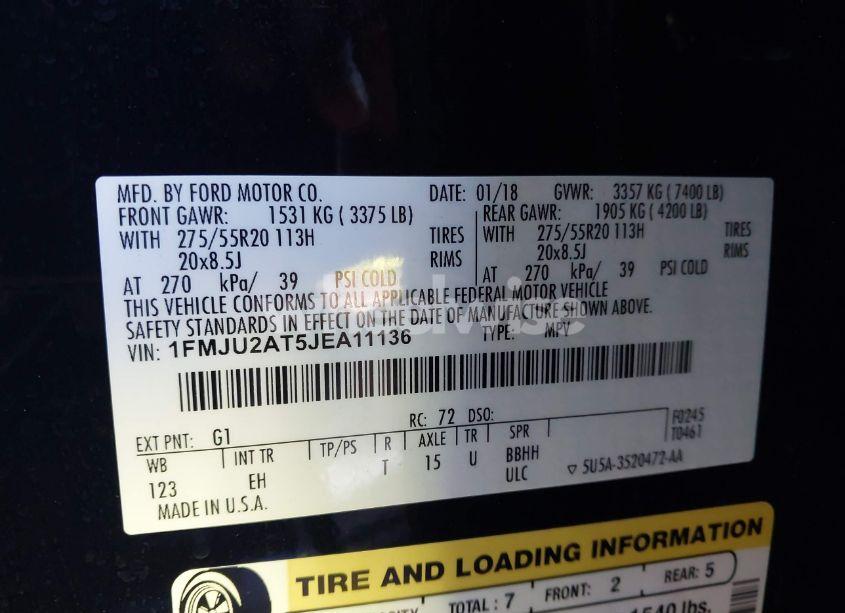 MFD. BY FORD MOTOR CO. DATE: 01/18 GVWR: 3357 KG ( 7400 LB)
FRONT GAWR: 1531 KG ( 3375 LB) REAR GAWR: 1905 KG ( 4200 LB)
WITH 275/55R20 113H TIRES WITH 275/55R20 113H TIRES
20x8.5J RIMS 20x8.5J RIMS
AT 270 kPa/ 39 PSI COLD AT 270 kPa/ 39 PSI COLD
THIS VEHICLE CONFORMS TO ALL APPLICABLE FEDERAL MOTOR VEHICLE
SAFETY STANDARDS IN EFFECT ON THE DATE OF MANUFACTURE SHOWN ABOVE.
VIN: 1FMJU2AT5JEA11136 TYPE: MPV
RC: 72 DSO: F0245
EXT PNT: G1 T0461
WB INT TR TP/PS R AXLE TR SPR
123 EH T 15 U BBHH
ULC 5U5A-3520472-AA
MADE IN U.S.A.
TIRE AND LOADING INFORMATION
TOTAL : 7 FRONT: 2 REAR: 5